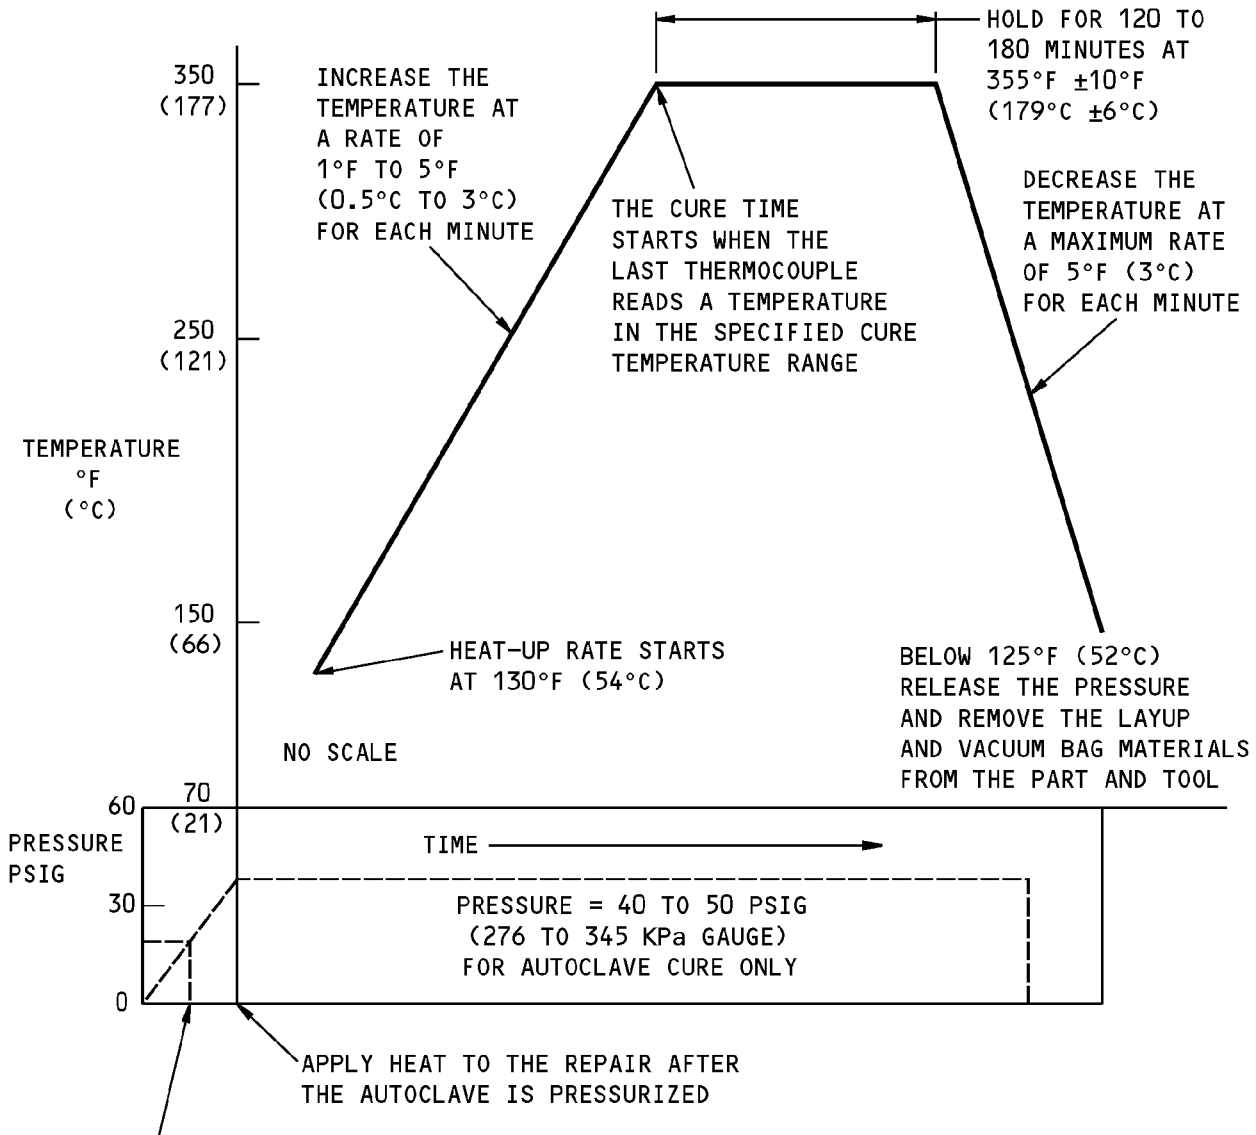 HOLD FOR 120 TO
180 MINUTES AT
355°F ±10°F
(179°C ±6°C)
350
(177)
INCREASE THE
TEMPERATURE AT
A RATE OF
1°F TO 5°F
(0.5°C TO 3°C)
FOR EACH MINUTE
THE CURE TIME
STARTS WHEN THE
LAST THERMOCOUPLE
READS A TEMPERATURE
IN THE SPECIFIED CURE
TEMPERATURE RANGE
DECREASE THE
TEMPERATURE AT
A MAXIMUM RATE
OF 5°F (3°C)
FOR EACH MINUTE
250
(121)
TEMPERATURE
°F
(°C)
150
(66)
HEAT-UP RATE STARTS
AT 130°F (54°C)
BELOW 125°F (52°C)
RELEASE THE PRESSURE
AND REMOVE THE LAYUP
AND VACUUM BAG MATERIALS
FROM THE PART AND TOOL
NO SCALE
70
(21)
60
PRESSURE
PSIG
30
0
TIME
PRESSURE = 40 TO 50 PSIG
(276 TO 345 KPa GAUGE)
FOR AUTOCLAVE CURE ONLY
APPLY HEAT TO THE REPAIR AFTER
THE AUTOCLAVE IS PRESSURIZED